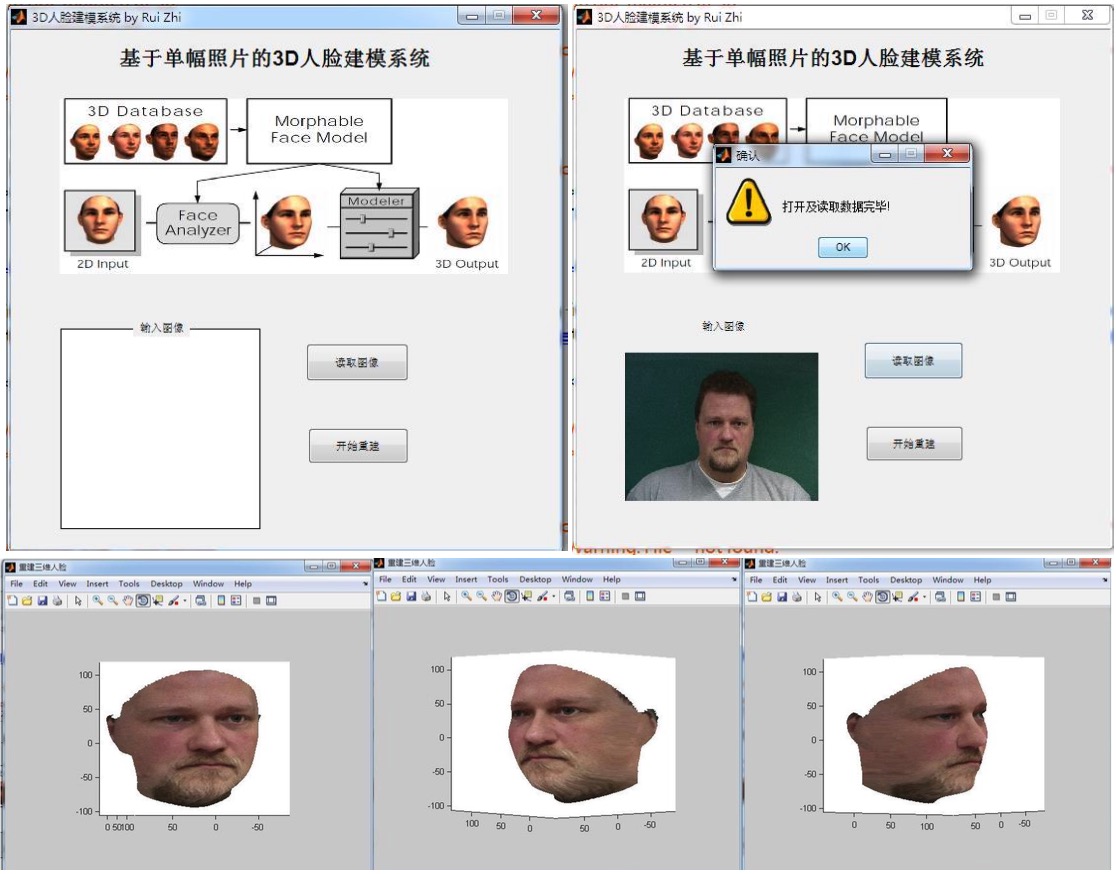 3D人脸建模系统 by Rui Zhi
基于单幅照片的3D人脸建模系统
3D Database
Morphable
Face Model
Face
Analyzer
Modeler
2D Input
3D Output
输入图像
读取图像
开始重建
3D人脸建模系统 by Rui Zhi
基于单幅照片的3D人脸建模系统
3D Database
Morphable
Face Model
确认
打开及读取数据完毕!
OK
2D Input
3D Output
输入图像
读取图像
开始重建
not found.
重建三维人脸
File Edit View Insert Tools Desktop Window Help
100
50
0
-50
-100
0 50100 50 0 -50
重建三维人脸
File Edit View Insert Tools Desktop Window Help
100
50
0
-50
-100
100 50 0 50 0 -50
重建三维人脸
File Edit View Insert Tools Desktop Window Help
100
50
0
-50
-100
0 50 100 50 0 -50